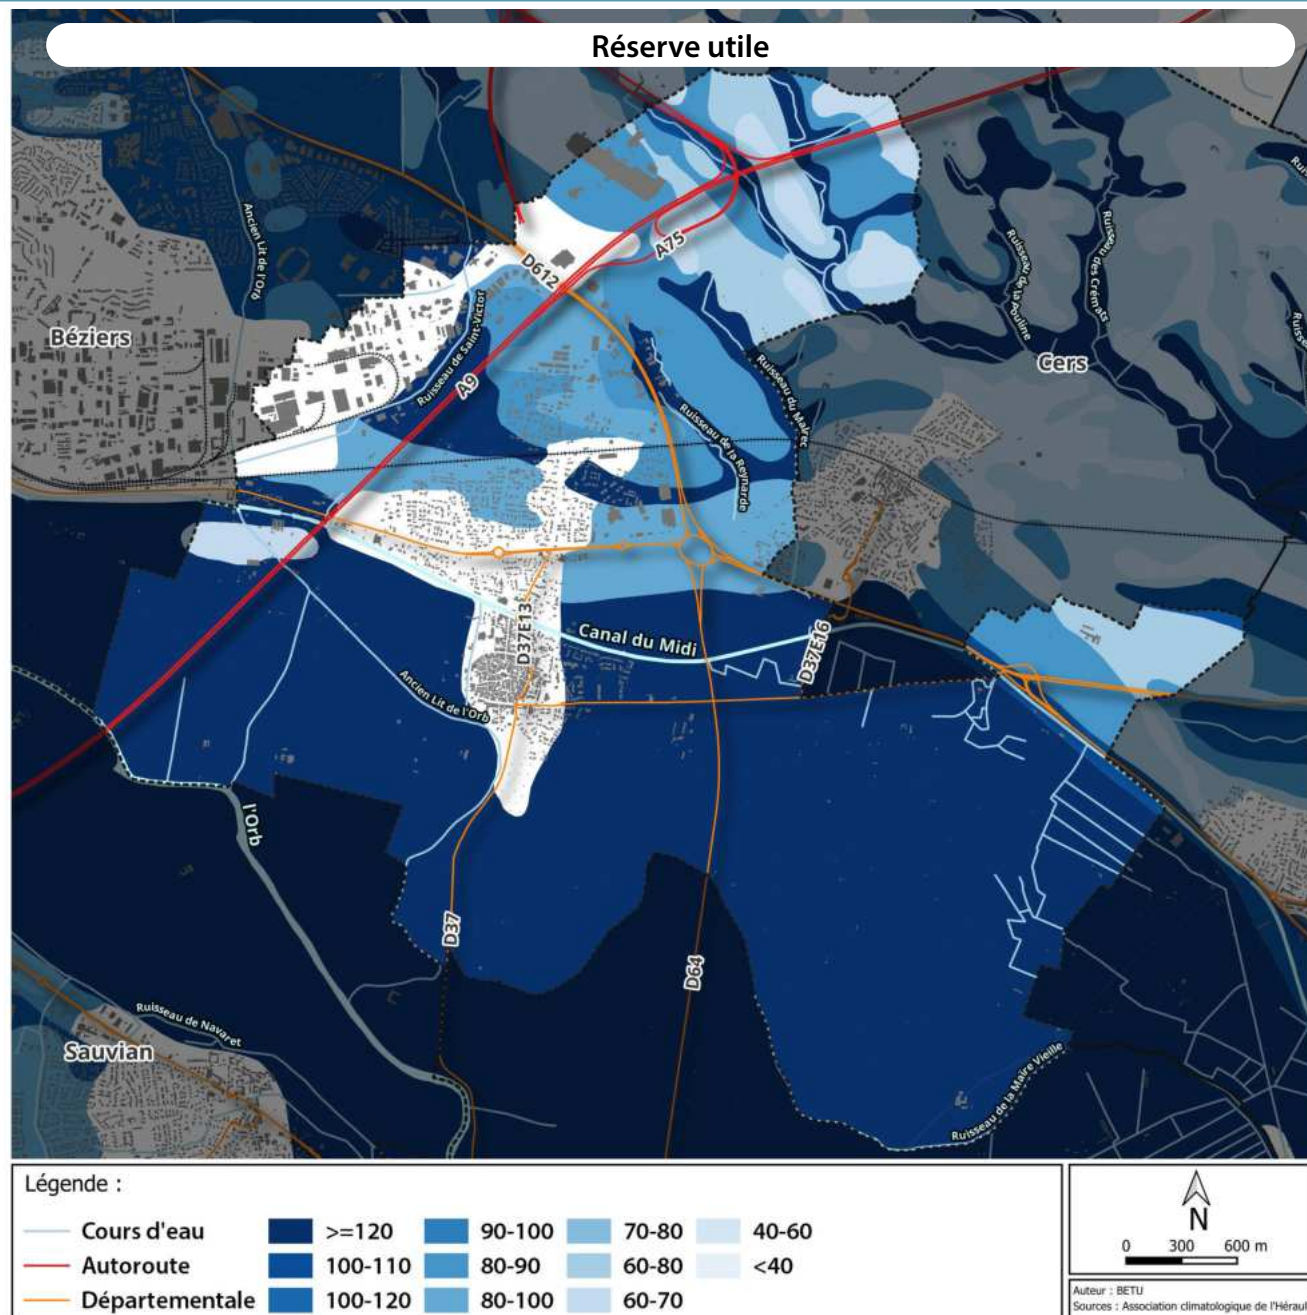 Réserve utile
Ancien Lit de l'Orb
D612
A75
Béziers
Ruisseau de Saint-Victor
A9
Ruisseau du Malrec
Ruisseau de la Reynarde
Ruisseau de la Pouline
Ruisseau des Crémats
Cers
D37E13
Canal du Midi
D37E16
Ancien Lit de l'Orb
l'Orb
D37
D64
Ruisseau de Navaret
Sauvian
Ruisseau de la Maïre Vieille
Légende :
Cours d'eau
Autoroute
Départementale
>=120
100-110
100-120
90-100
80-90
80-100
70-80
60-80
60-70
40-60
<40
N
0 300 600 m
Auteur : BETU
Sources : Association climatologique de l'Hérault